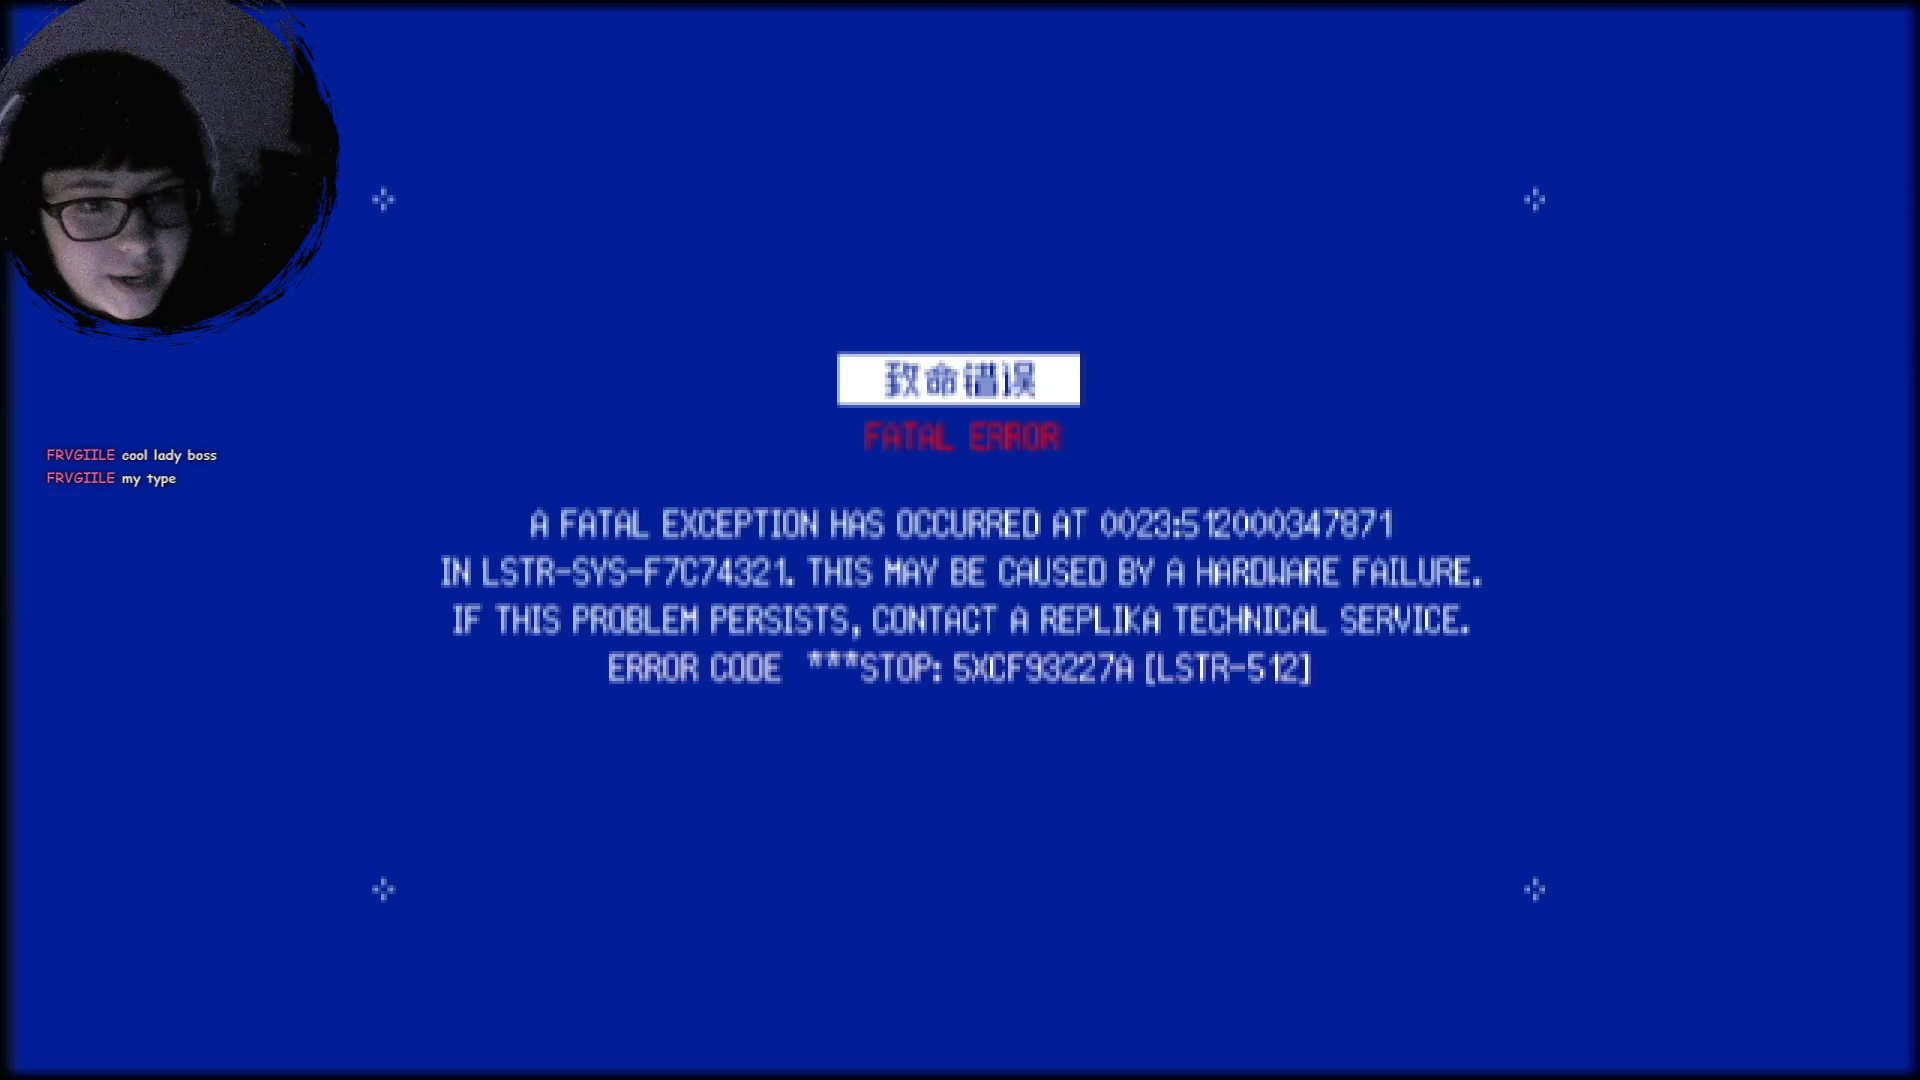 致命错误
FATAL ERROR
FRVGIILE cool lady boss
FRVGIILE my type
A FATAL EXCEPTION HAS OCCURRED AT 0023:512000347871
IN LSTR-SYS-F7C74321. THIS MAY BE CAUSED BY A HARDWARE FAILURE.
IF THIS PROBLEM PERSISTS, CONTACT A REPLIKA TECHNICAL SERVICE.
ERROR CODE ***STOP: 5XCF93227A [LSTR-512]